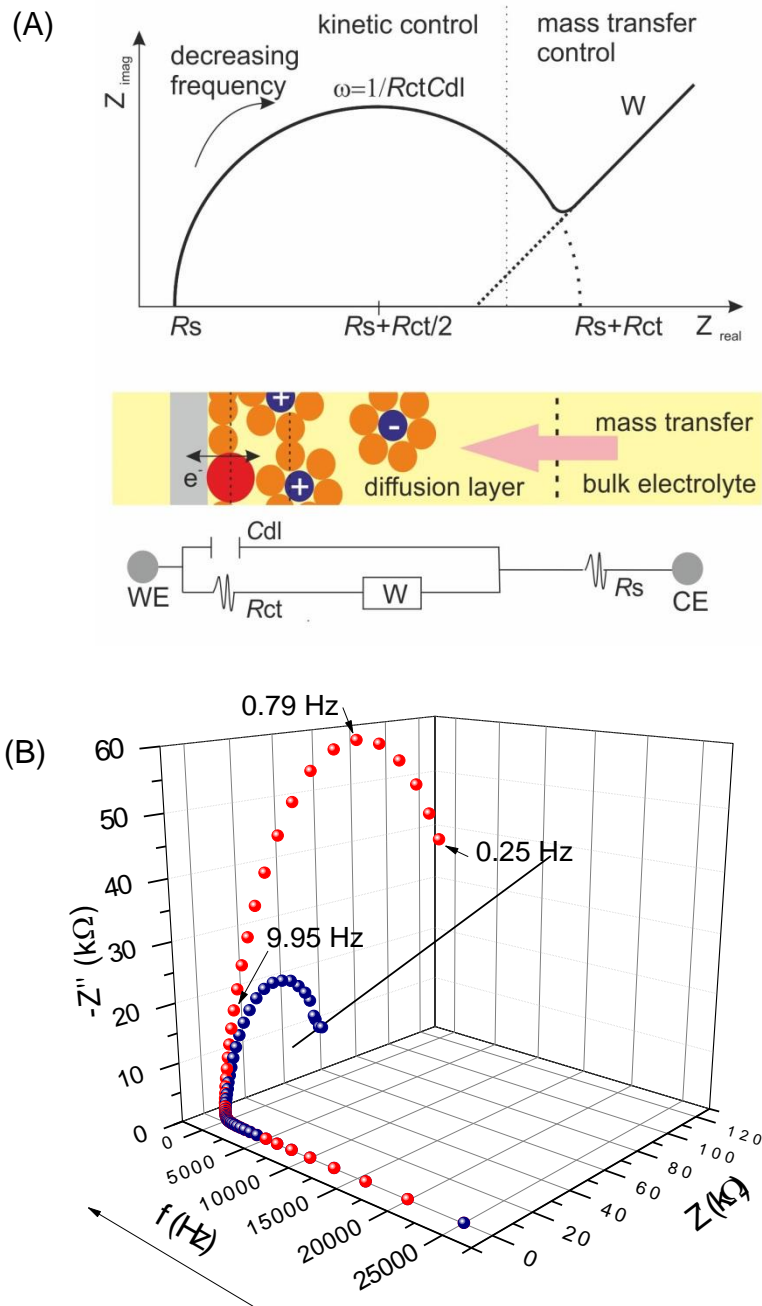 (A)
kinetic control
mass transfer
control
decreasing
frequency
Z imag
ω=1/RctCdl
W
Rs
Rs+Rct/2
Rs+Rct
Z real
+
-
+
e-
mass transfer
diffusion layer
bulk electrolyte
Cdl
WE
Rct
W
Rs
CE
(B)
0.79 Hz
60
50
40
30
20
10
0
-Z'' (kΩ)
0.25 Hz
9.95 Hz
0
5000
10000
15000
20000
25000
f (Hz)
0
20
40
60
80
100
120
Z (kΩ)